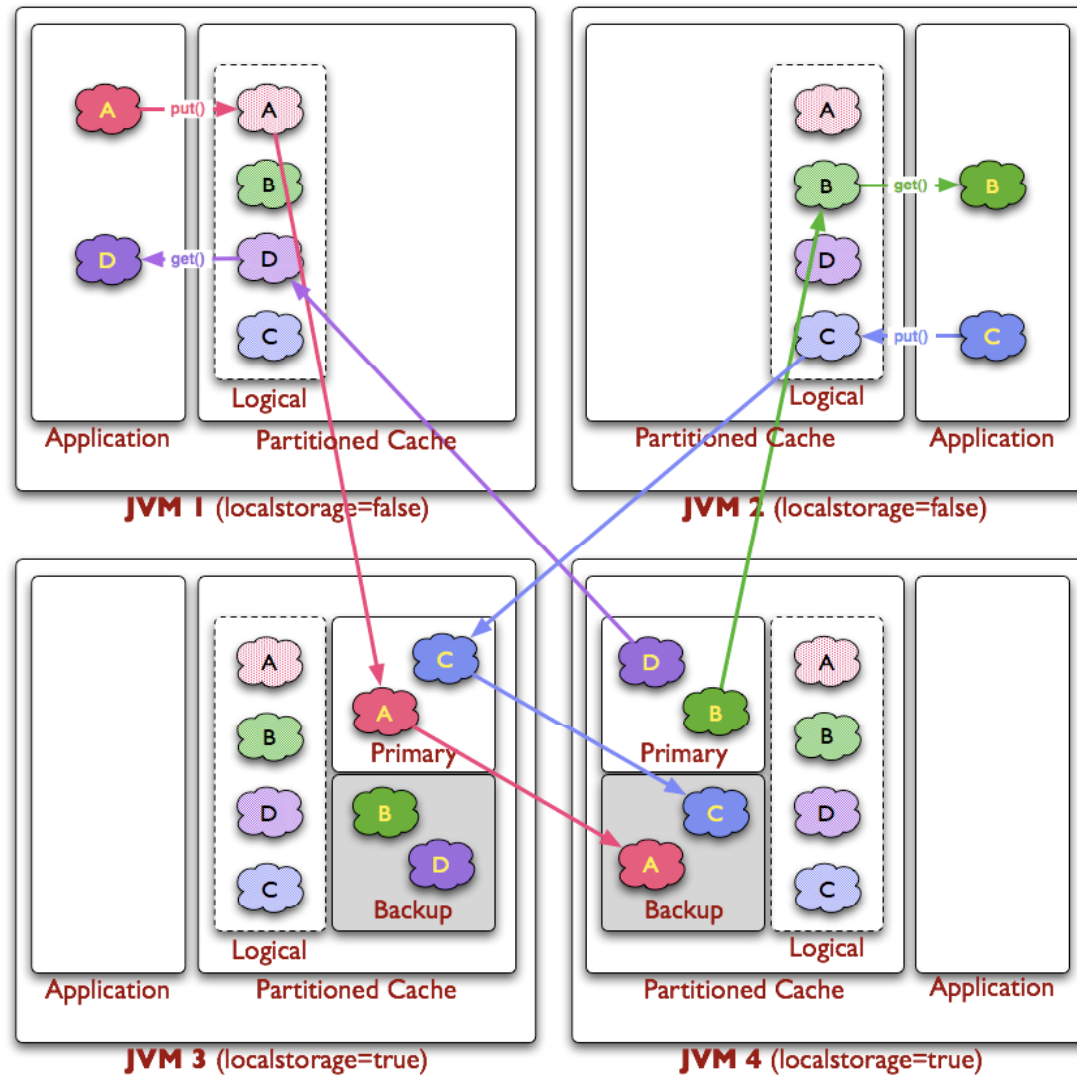 A
put()
A
B
D
get()
D
C
Logical
Application
Partitioned Cache
JVM 1 (localstorage=false)
A
B
get()
B
D
C
put()
C
Logical
Partitioned Cache
Application
JVM 2 (localstorage=false)
A
B
D
C
Logical
C
A
Primary
B
D
Backup
Application
Partitioned Cache
JVM 3 (localstorage=true)
D
B
Primary
C
A
Backup
A
B
D
C
Logical
Partitioned Cache
Application
JVM 4 (localstorage=true)